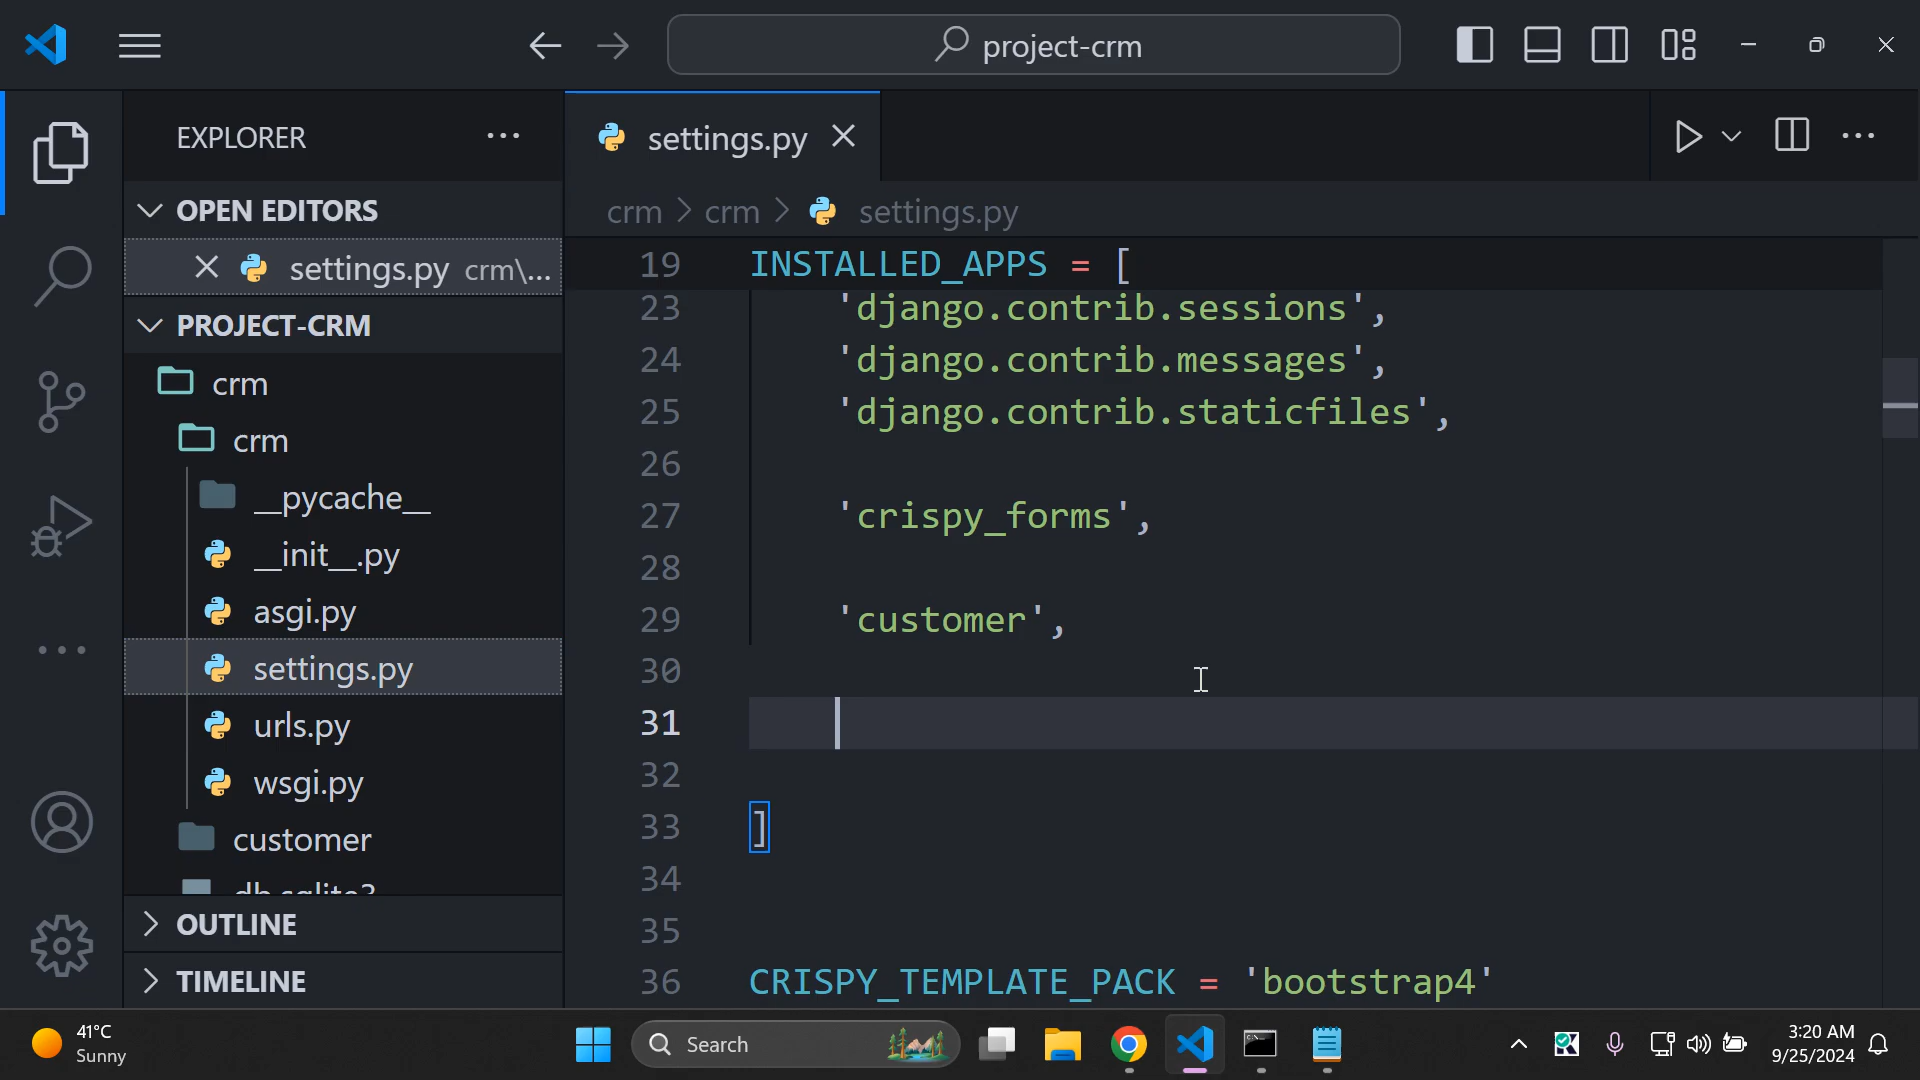 project-crm
EXPLORER
settings.py
OPEN EDITORS
settings.py crm\...
PROJECT-CRM
crm
crm
__pycache__
__init__.py
asgi.py
settings.py
urls.py
wsgi.py
customer
db.sqlite3
OUTLINE
TIMELINE
crm > crm > settings.py
19 INSTALLED_APPS = [
23 'django.contrib.sessions',
24 'django.contrib.messages',
25 'django.contrib.staticfiles',
26
27 'crispy_forms',
28
29 'customer',
30
31
32
33 ]
34
35
36 CRISPY_TEMPLATE_PACK = 'bootstrap4'
41°C
Sunny
Search
3:20 AM
9/25/2024